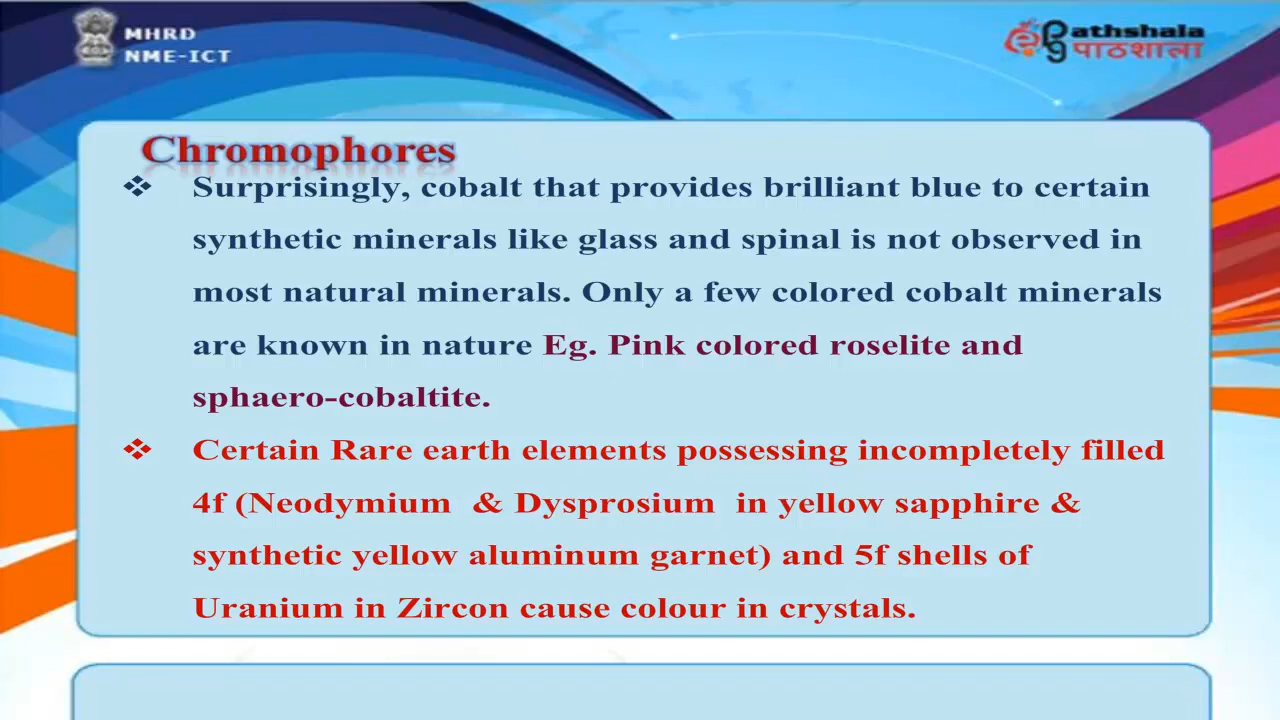 MHRD
NME-ICT
athshala
पाठशाला
Chromophores
❖ Surprisingly, cobalt that provides brilliant blue to certain
synthetic minerals like glass and spinal is not observed in
most natural minerals. Only a few colored cobalt minerals
are known in nature Eg. Pink colored roselite and
sphaero-cobaltite.
❖ Certain Rare earth elements possessing incompletely filled
4f (Neodymium & Dysprosium in yellow sapphire &
synthetic yellow aluminum garnet) and 5f shells of
Uranium in Zircon cause colour in crystals.